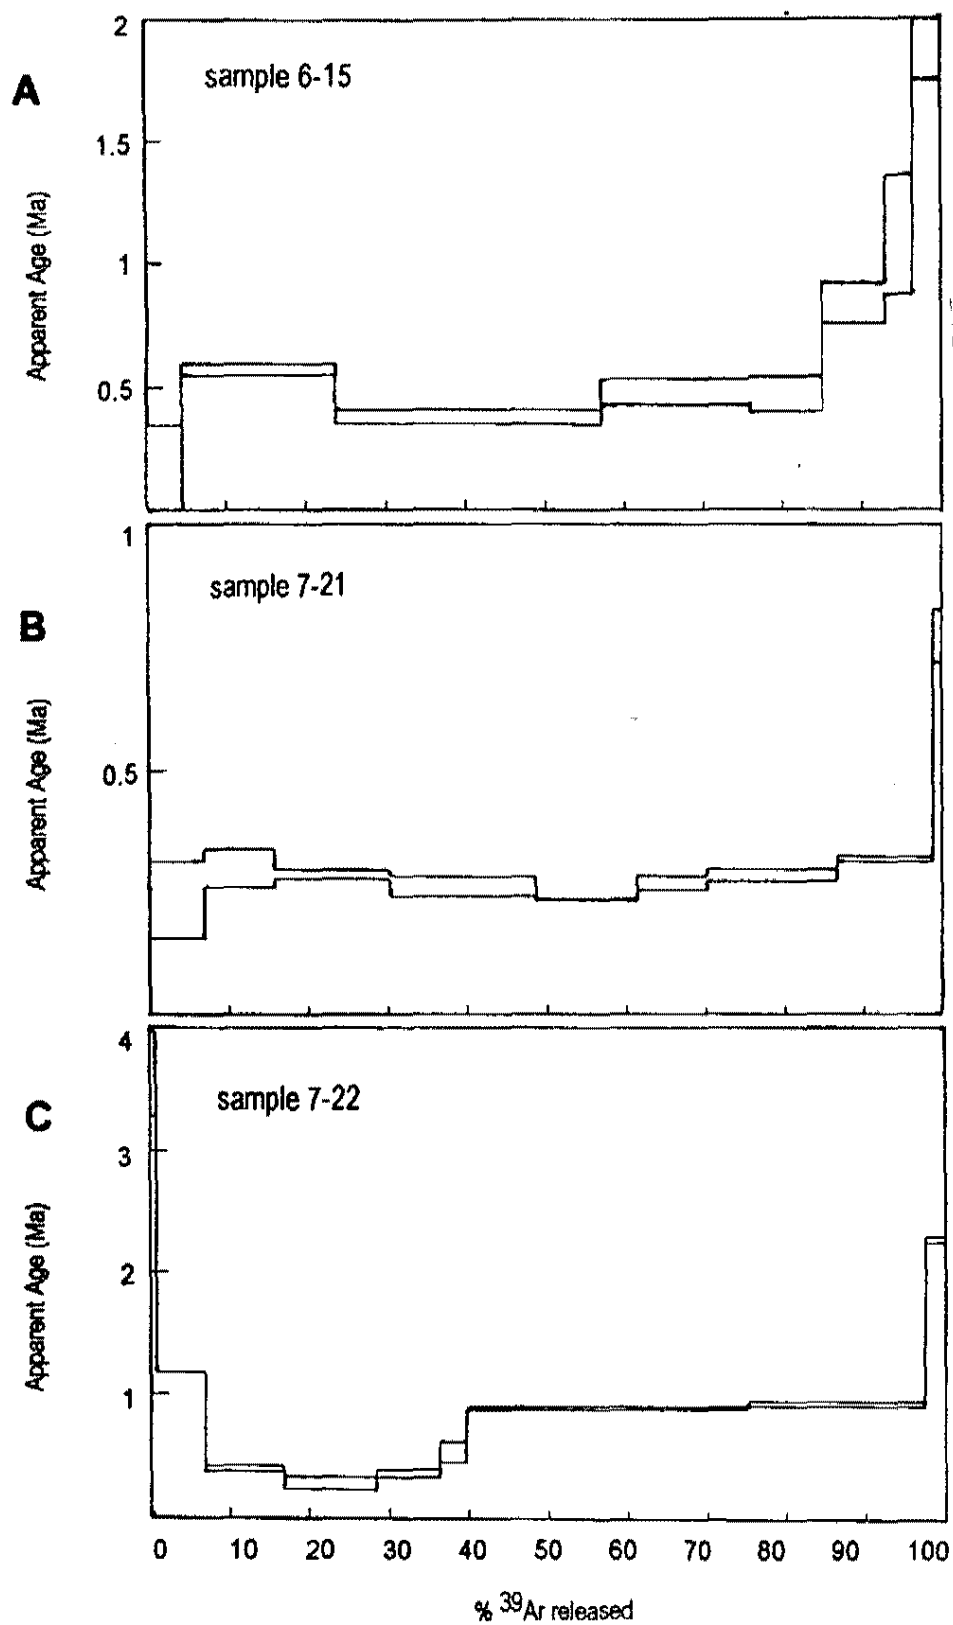 A
sample 6-15
2
1.5
1
0.5
Apparent Age (Ma)
B
sample 7-21
1
0.5
Apparent Age (Ma)
C
sample 7-22
4
3
2
1
Apparent Age (Ma)
0 10 20 30 40 50 60 70 80 90 100
% 39Ar released